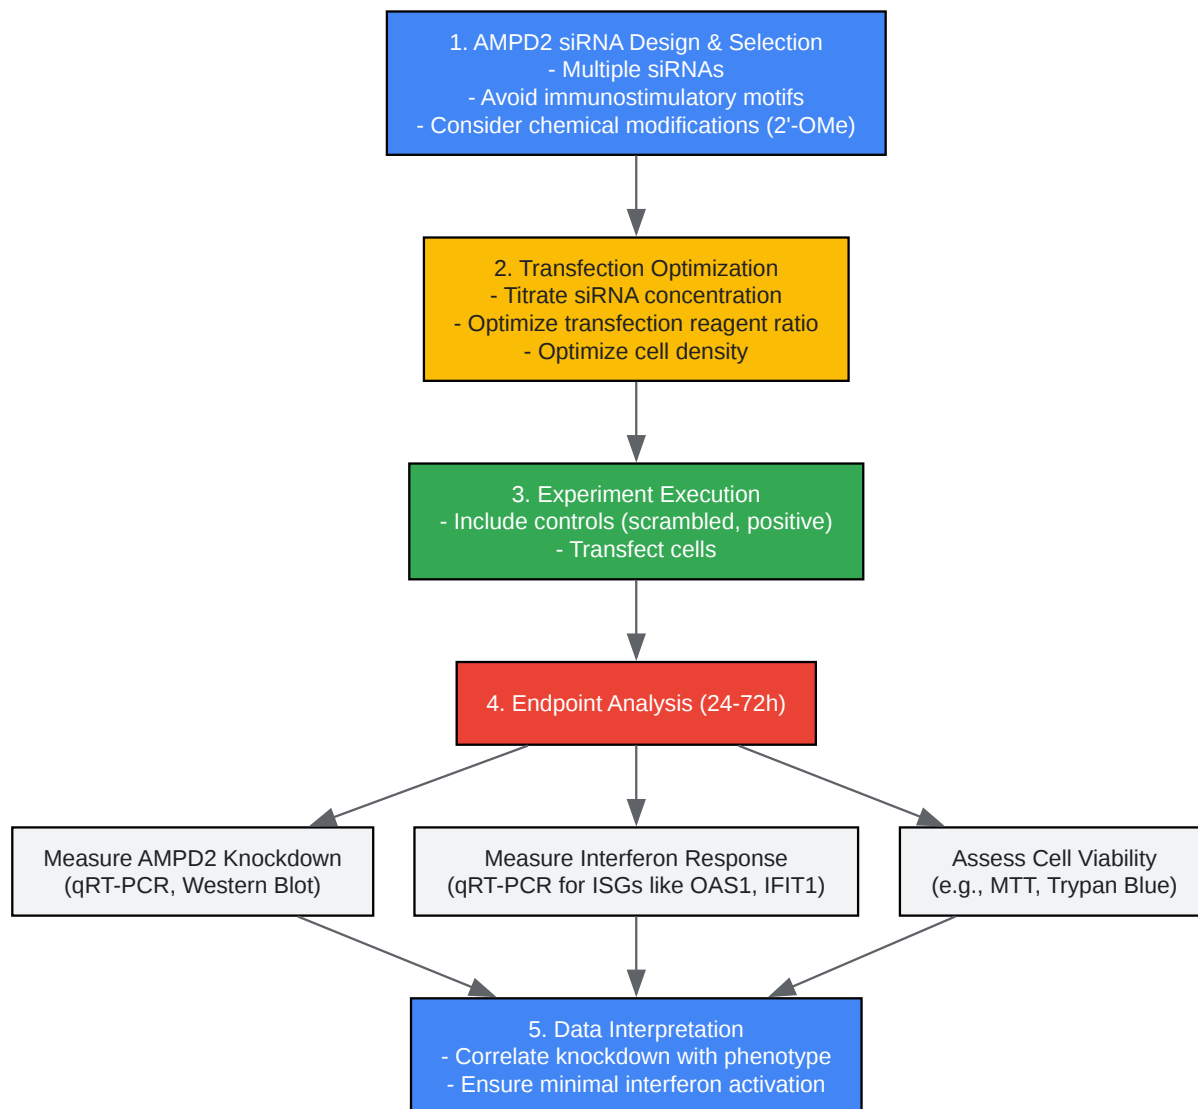 1. AMPD2 siRNA Design & Selection
- Multiple siRNAs
- Avoid immunostimulatory motifs
- Consider chemical modifications (2'-OMe)
2. Transfection Optimization
- Titrate siRNA concentration
- Optimize transfection reagent ratio
- Optimize cell density
3. Experiment Execution
- Include controls (scrambled, positive)
- Transfect cells
4. Endpoint Analysis (24-72h)
Measure AMPD2 Knockdown
(qRT-PCR, Western Blot)
Measure Interferon Response
(qRT-PCR for ISGs like OAS1, IFIT1)
Assess Cell Viability
(e.g., MTT, Trypan Blue)
5. Data Interpretation
- Correlate knockdown with phenotype
- Ensure minimal interferon activation